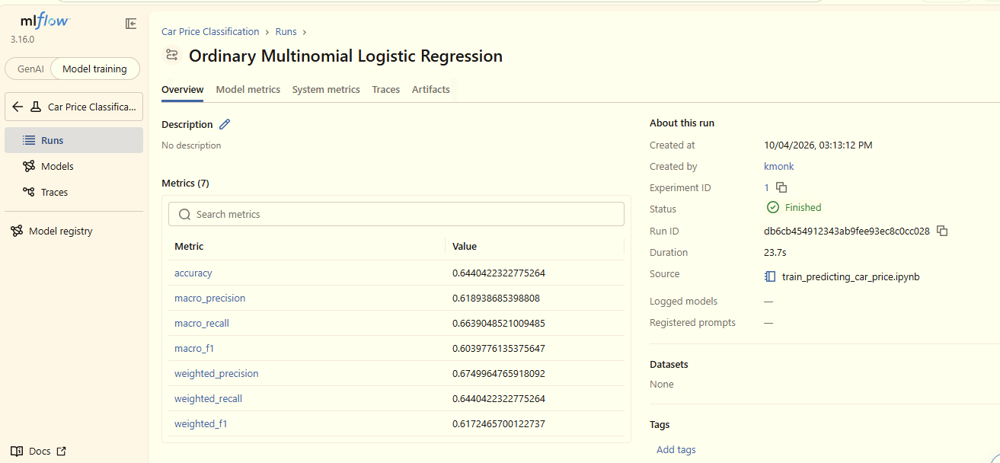 mlflow
3.16.0
GenAI
Model training
Car Price Classifica...
Runs
Models
Traces
Model registry
Docs
Car Price Classification › Runs ›
Ordinary Multinomial Logistic Regression
Overview Model metrics System metrics Traces Artifacts
Description
No description
Metrics (7)
Search metrics
Metric Value
accuracy 0.6440422322775264
macro_precision 0.618938685398808
macro_recall 0.6639048521009485
macro_f1 0.6039776135375647
weighted_precision 0.6749964765918092
weighted_recall 0.6440422322775264
weighted_f1 0.6172465700122737
About this run
Created at 10/04/2026, 03:13:12 PM
Created by kmonk
Experiment ID 1
Status Finished
Run ID db6cb454912343ab9fee93ec8c0cc028
Duration 23.7s
Source train_predicting_car_price.ipynb
Logged models —
Registered prompts —
Datasets
None
Tags
Add tags